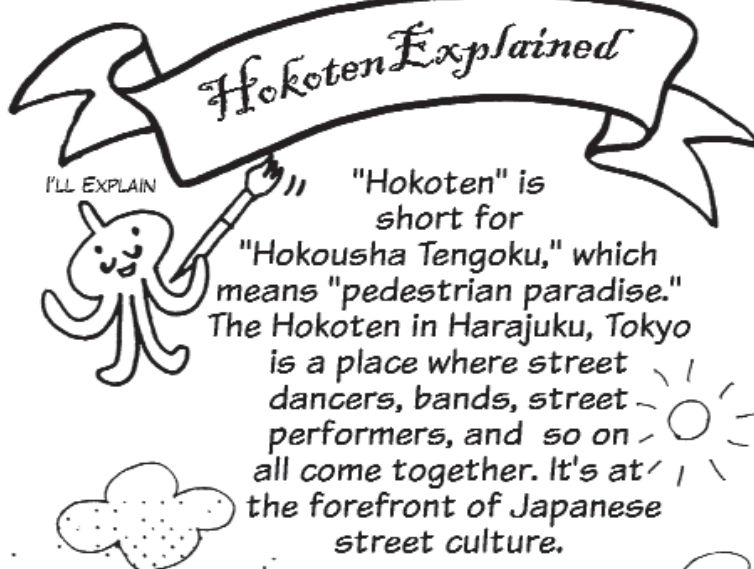 Hokoten Explained
I'LL EXPLAIN
"Hokoten" is
short for
"Hokousha Tengoku," which
means "pedestrian paradise."
The Hokoten in Harajuku, Tokyo
is a place where street
dancers, bands, street
performers, and so on
all come together. It's at
the forefront of Japanese
street culture.